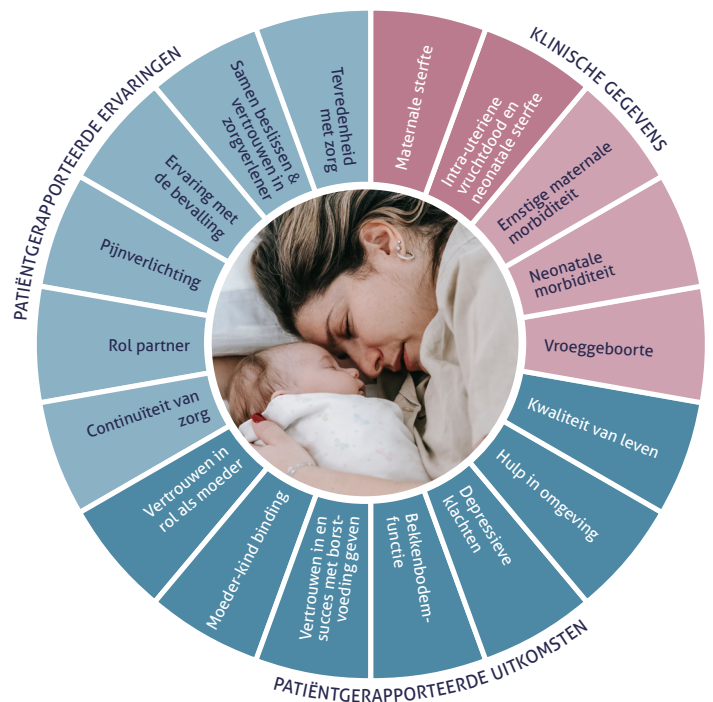 KLINISCHE GEGEVENS
Maternale sterfte
Intra-uteriene
vruchtdood en
neonatale sterfte
Ernstige maternale
morbiditeit
Neonatale
morbiditeit
Vroeggeboorte
Kwaliteit van leven
Hulp in omgeving
Depressieve
klachten
Bekkenbodem-
functie
Vertrouwen in en
succes met borst-
voeding geven
Moeder-kind binding
Vertrouwen in
rol als moeder
PATIËNTGERAPPORTEERDE UITKOMSTEN
Continuïteit van
zorg
Rol partner
Pijnverlichting
Ervaring met
de bevalling
Samen beslissen &
vertrouwen in
zorgverlener
Tevredenheid
met zorg
PATIËNTGERAPPORTEERDE ERVARINGEN